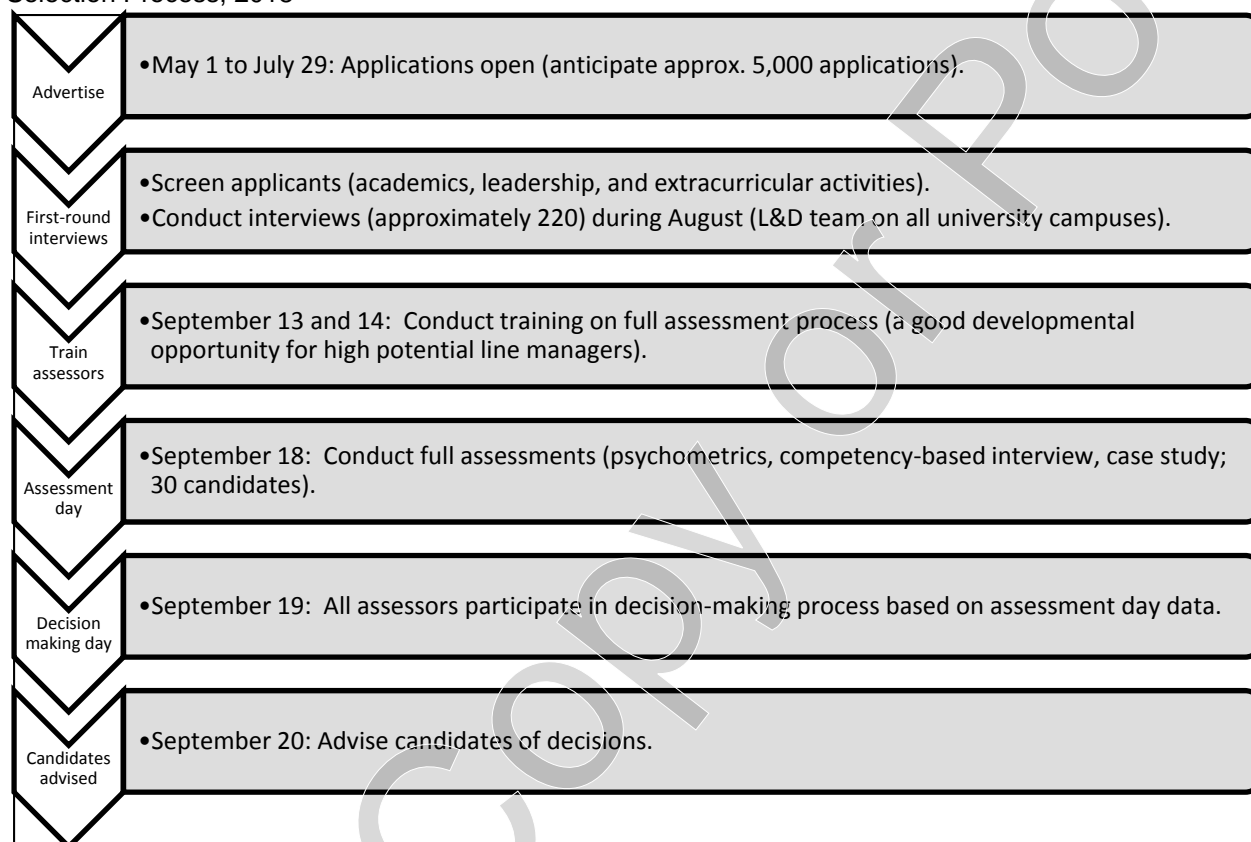 Advertise
•May 1 to July 29: Applications open (anticipate approx. 5,000 applications).
First-round
interviews
•Screen applicants (academics, leadership, and extracurricular activities).
•Conduct interviews (approximately 220) during August (L&D team on all university campuses).
Train
assessors
•September 13 and 14:  Conduct training on full assessment process (a good developmental
opportunity for high potential line managers).
Assessment
day
•September 18:  Conduct full assessments (psychometrics, competency-based interview, case study;
30 candidates).
Decision
making day
•September 19:  All assessors participate in decision-making process based on assessment day data.
Candidates
advised
•September 20: Advise candidates of decisions.
Copy or Po